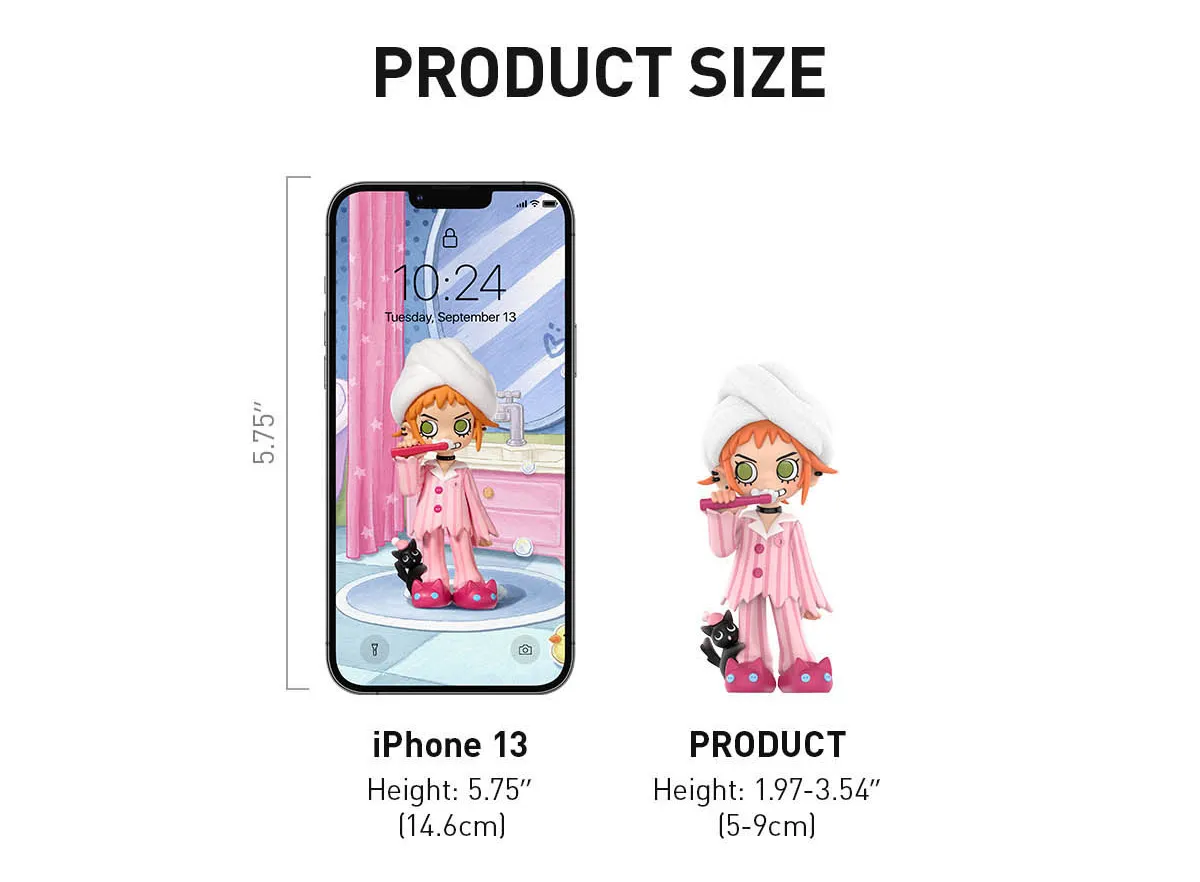 PRODUCT SIZE
10:24
Tuesday, September 13
5.75″
iPhone 13
Height: 5.75″
(14.6cm)
PRODUCT
Height: 1.97-3.54″
(5-9cm)